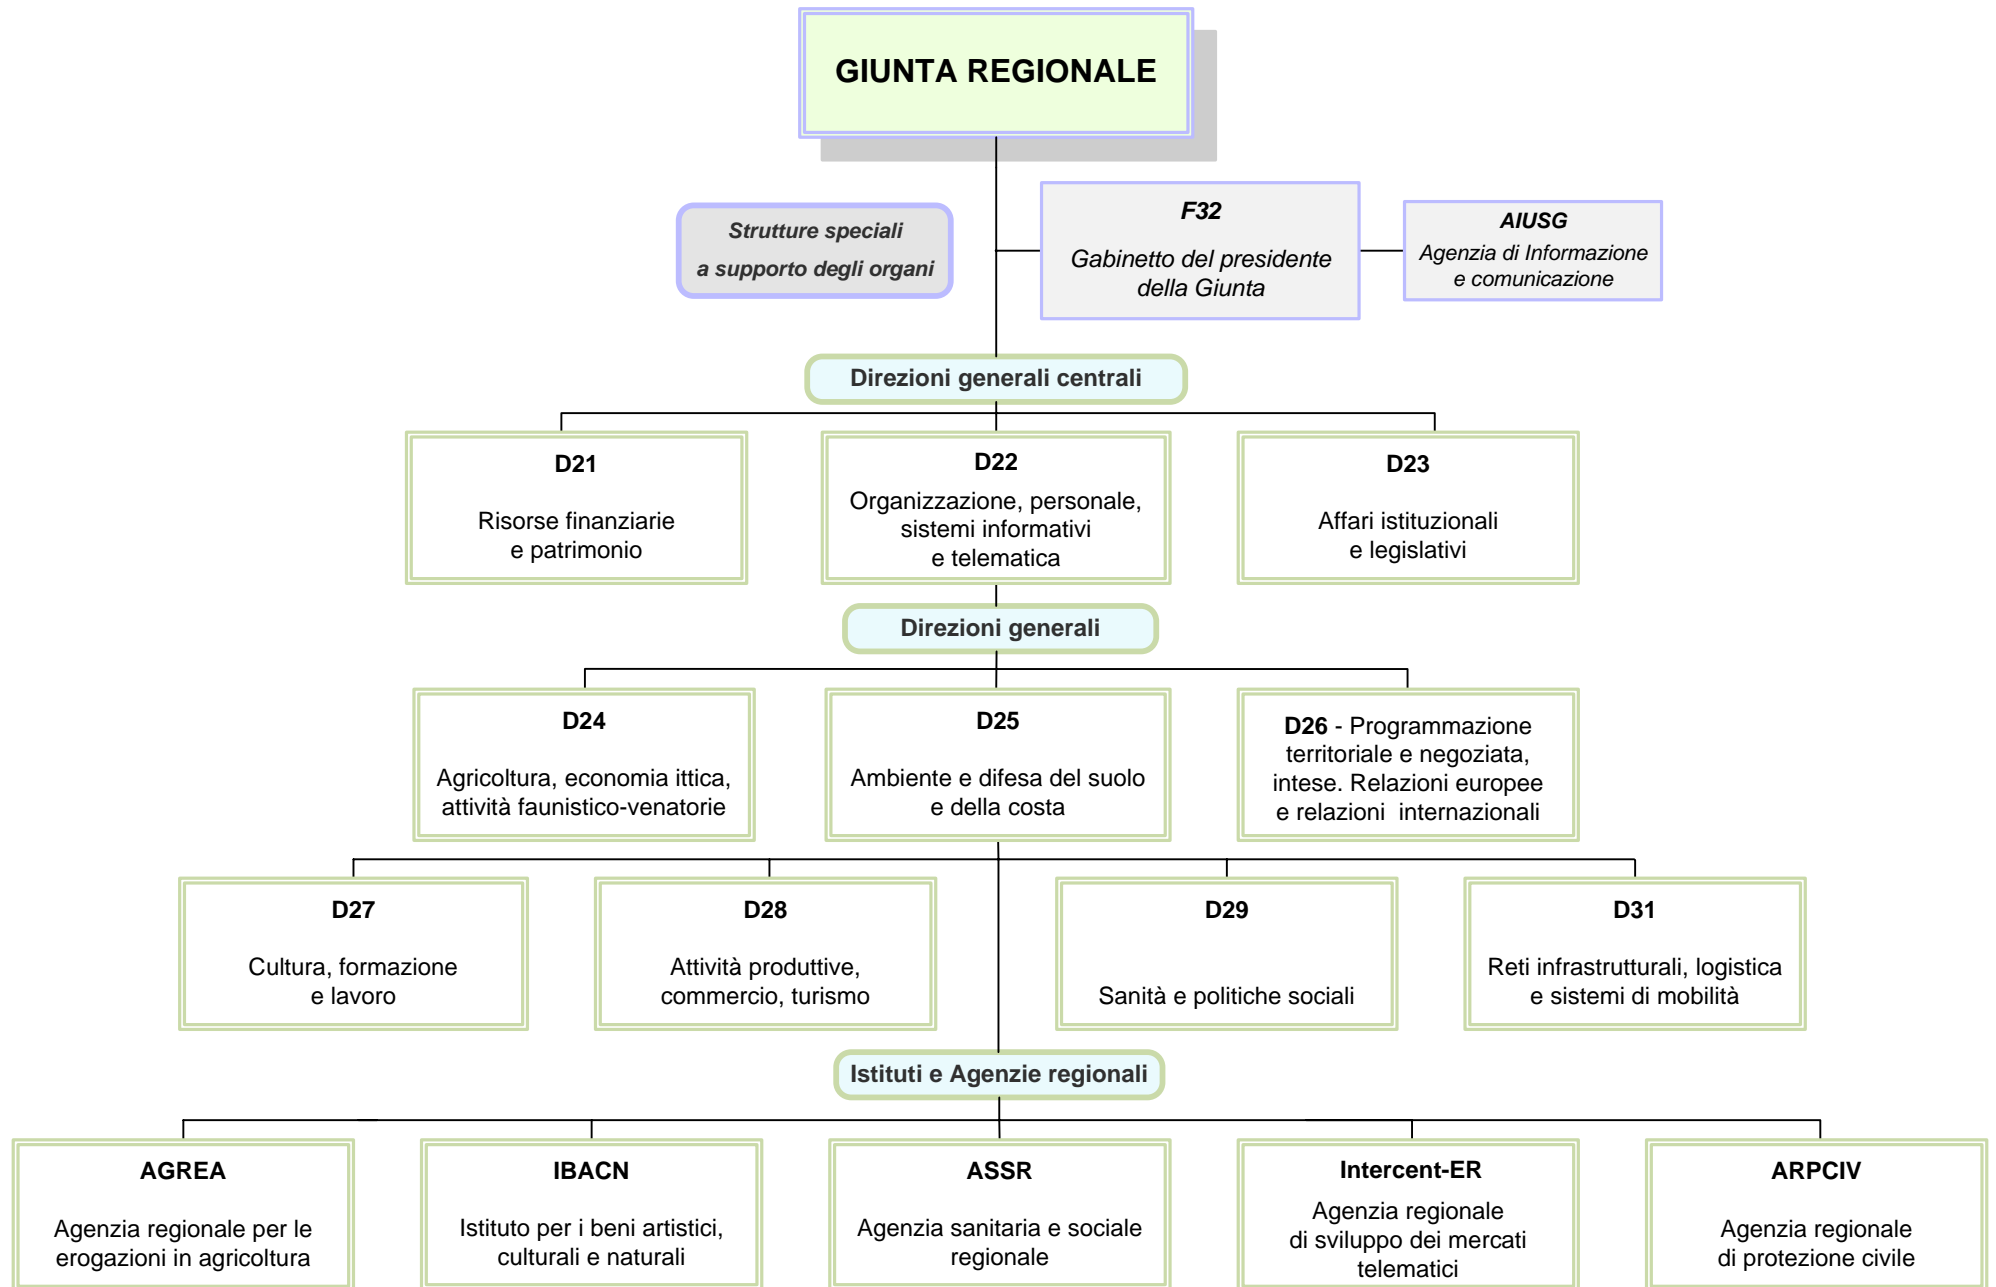 GIUNTA REGIONALE
Strutture speciali
a supporto degli organi
F32
Gabinetto del presidente
della Giunta
AIUSG
Agenzia di Informazione
e comunicazione
Direzioni generali centrali
D21
Risorse finanziarie
e patrimonio
D22
Organizzazione, personale,
sistemi informativi
e telematica
D23
Affari istituzionali
e legislativi
Direzioni generali
D24
Agricoltura, economia ittica,
attività faunistico-venatorie
D25
Ambiente e difesa del suolo
e della costa
D26 - Programmazione
territoriale e negoziata,
intese. Relazioni europee
e relazioni internazionali
D27
Cultura, formazione
e lavoro
D28
Attività produttive,
commercio, turismo
D29
Sanità e politiche sociali
D31
Reti infrastrutturali, logistica
e sistemi di mobilità
Istituti e Agenzie regionali
AGREA
Agenzia regionale per le
erogazioni in agricoltura
IBACN
Istituto per i beni artistici,
culturali e naturali
ASSR
Agenzia sanitaria e sociale
regionale
Intercent-ER
Agenzia regionale
di sviluppo dei mercati
telematici
ARPCIV
Agenzia regionale
di protezione civile